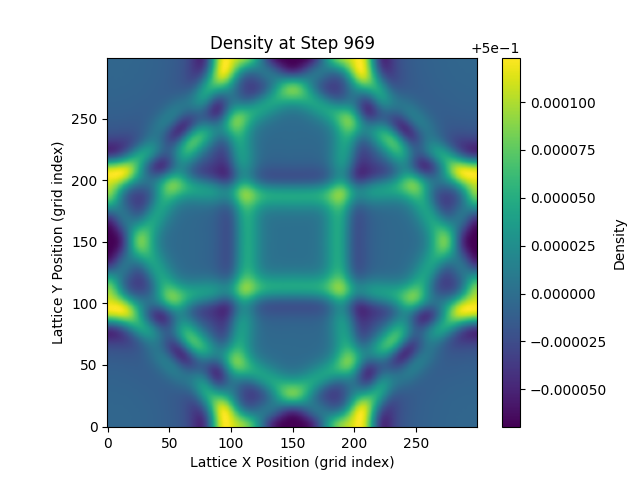 Density at Step 969
+5e−1
Lattice Y Position (grid index)
250
200
150
100
50
0
0 50 100 150 200 250
Lattice X Position (grid index)
0.000100
0.000075
0.000050
0.000025
0.000000
−0.000025
−0.000050
Density